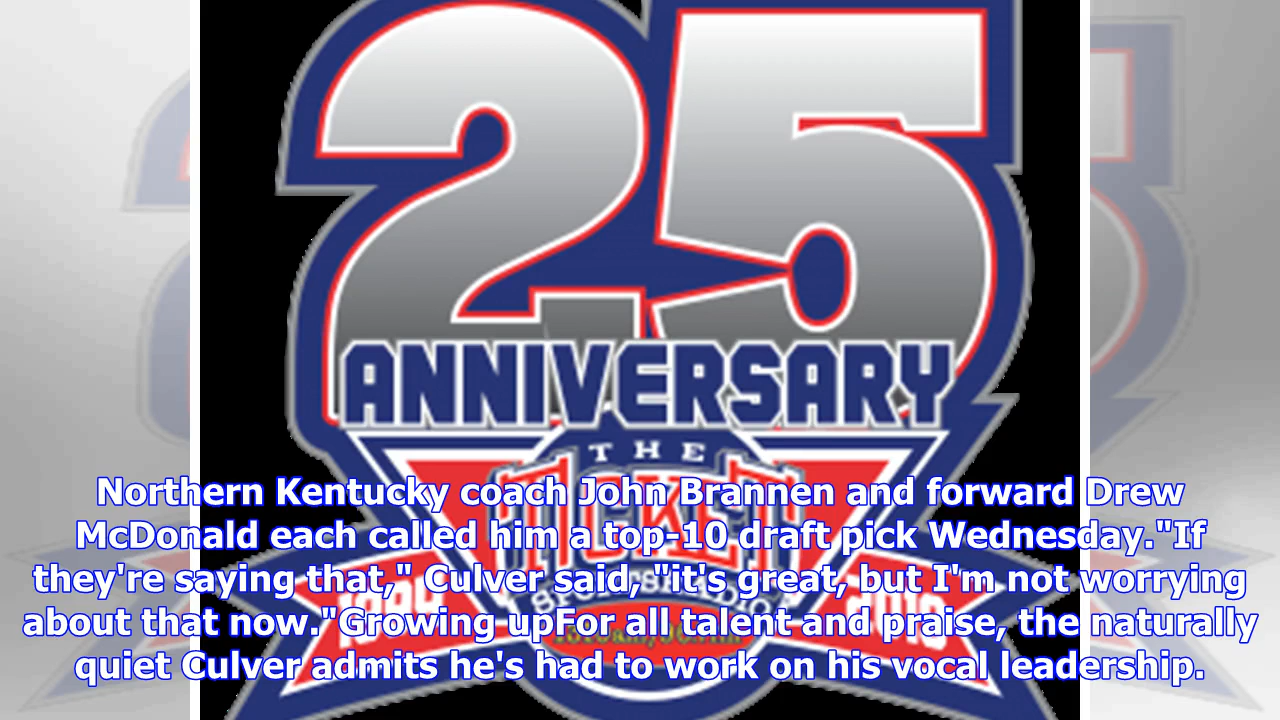 25
ANNIVERSARY
THE
TICKET
Northern Kentucky coach John Brannen and forward Drew
McDonald each called him a top-10 draft pick Wednesday."If
they're saying that," Culver said, "it's great, but I'm not worrying
about that now."Growing upFor all talent and praise, the naturally
quiet Culver admits he's had to work on his vocal leadership.